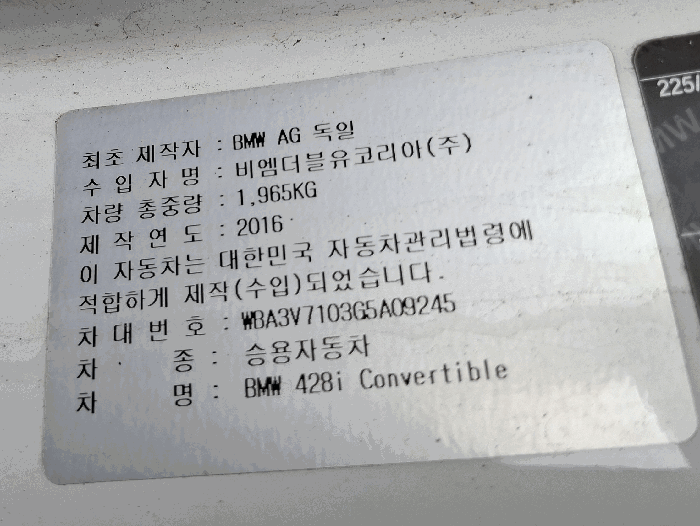 최초 제작자 : BMW AG 독일
수 입 자 명 : 비엠더블유코리아(주)
차량 총중량 : 1,965KG
제 작 연 도 : 2016
이 자동차는 대한민국 자동차관리법령에
적합하게 제작(수입)되었습니다.
차 대 번 호 : WBA3V7103G5A09245
차 종 : 승용자동차
차 명 : BMW 428i Convertible
225/